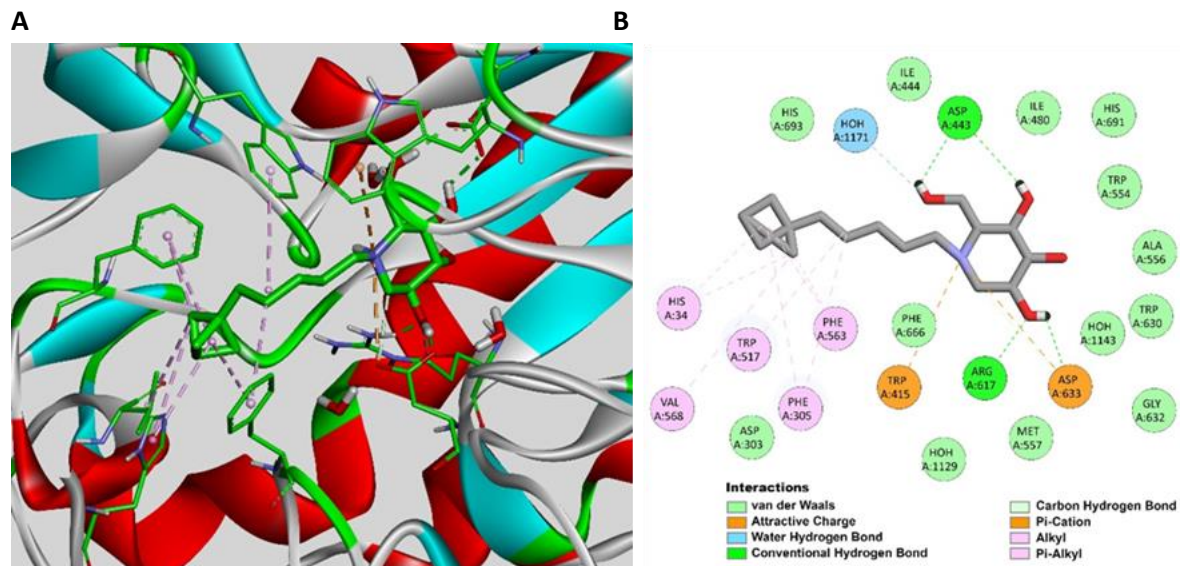 A
B
ILE
A:444
HIS
A:693
HOH
A:1171
ASP
A:443
ILE
A:480
HIS
A:691
TRP
A:554
ALA
A:556
HIS
A:34
TRP
A:517
PHE
A:563
PHE
A:666
HOH
A:1143
TRP
A:630
VAL
A:568
PHE
A:305
TRP
A:415
ARG
A:617
ASP
A:633
GLY
A:632
ASP
A:303
HOH
A:1129
MET
A:557
Interactions
van der Waals
Attractive Charge
Water Hydrogen Bond
Conventional Hydrogen Bond
Carbon Hydrogen Bond
Pi-Cation
Alkyl
Pi-Alkyl